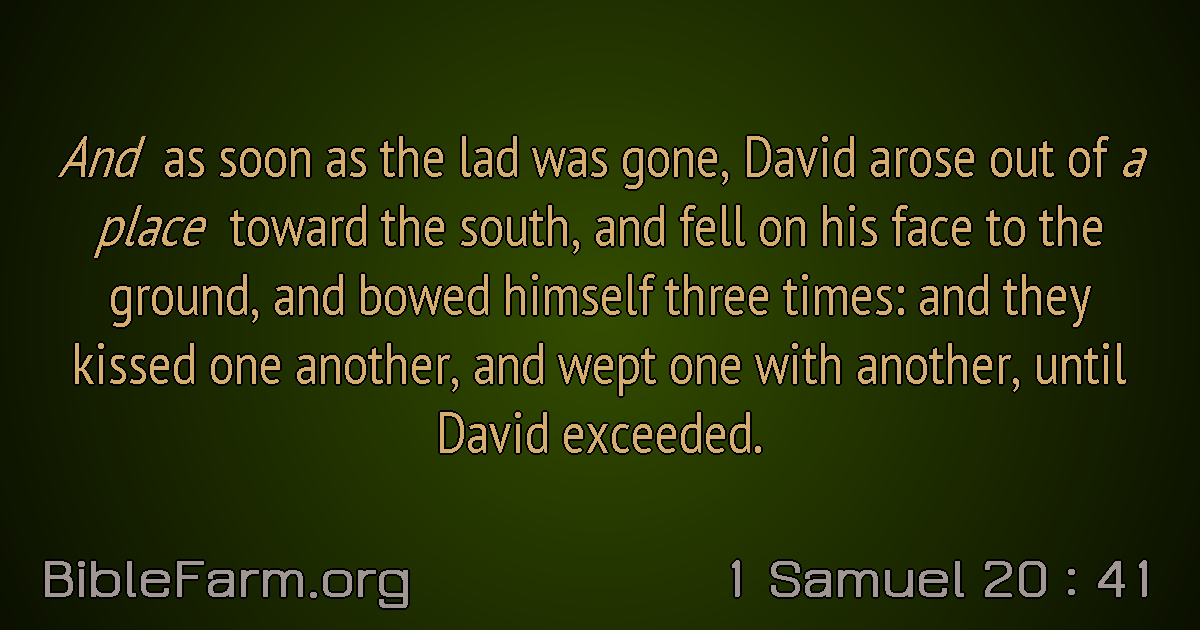 And as soon as the lad was gone, David arose out of a
place toward the south, and fell on his face to the
ground, and bowed himself three times: and they
kissed one another, and wept one with another, until
David exceeded.
BibleFarm.org
1 Samuel 20 : 41